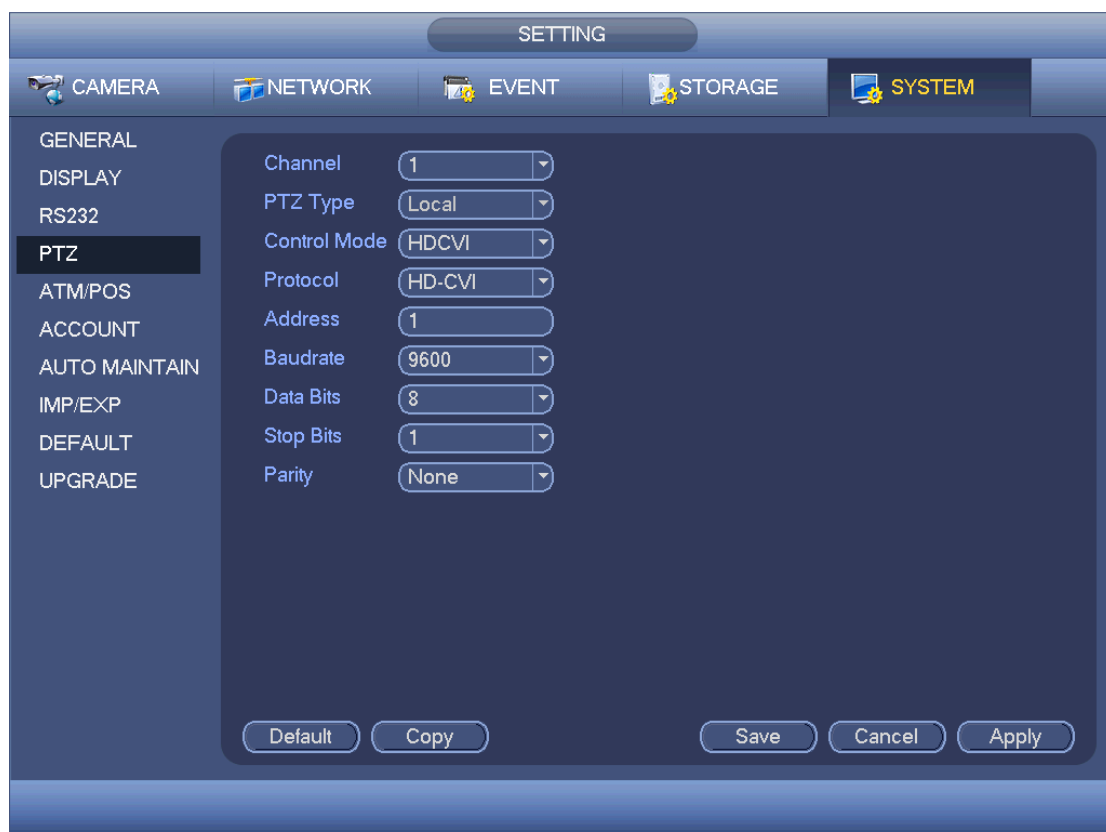 SETTING
CAMERA NETWORK EVENT STORAGE SYSTEM
GENERAL
DISPLAY
RS232
PTZ
ATM/POS
ACCOUNT
AUTO MAINTAIN
IMP/EXP
DEFAULT
UPGRADE
Channel 1
PTZ Type Local
Control Mode HDCVI
Protocol HD-CVI
Address 1
Baudrate 9600
Data Bits 8
Stop Bits 1
Parity None
Default Copy Save Cancel Apply